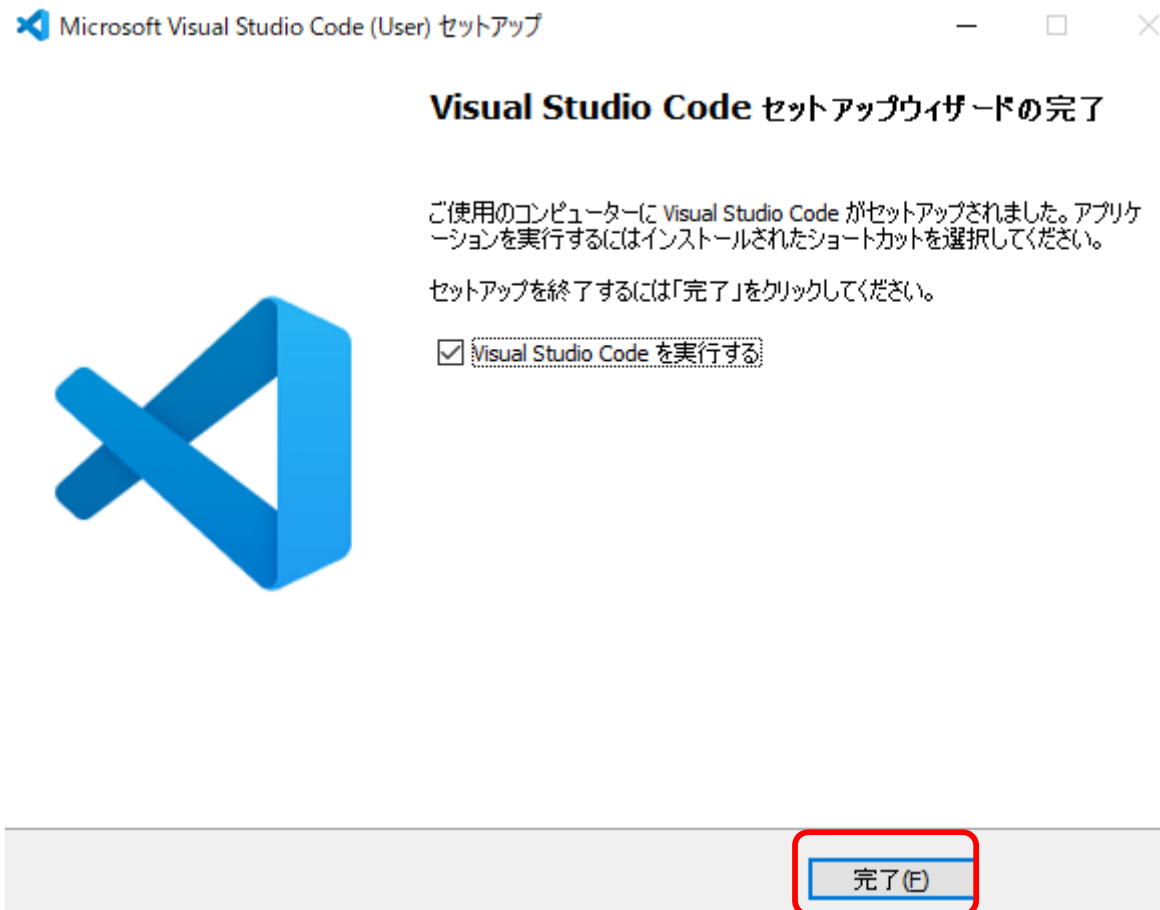 Microsoft Visual Studio Code (User) セットアップ
Visual Studio Code セットアップウィザードの完了
ご使用のコンピューターに Visual Studio Code がセットアップされました。アプリケ
ーションを実行するにはインストールされたショートカットを選択してください。
セットアップを終了するには「完了」をクリックしてください。
Visual Studio Code を実行する
完了(F)